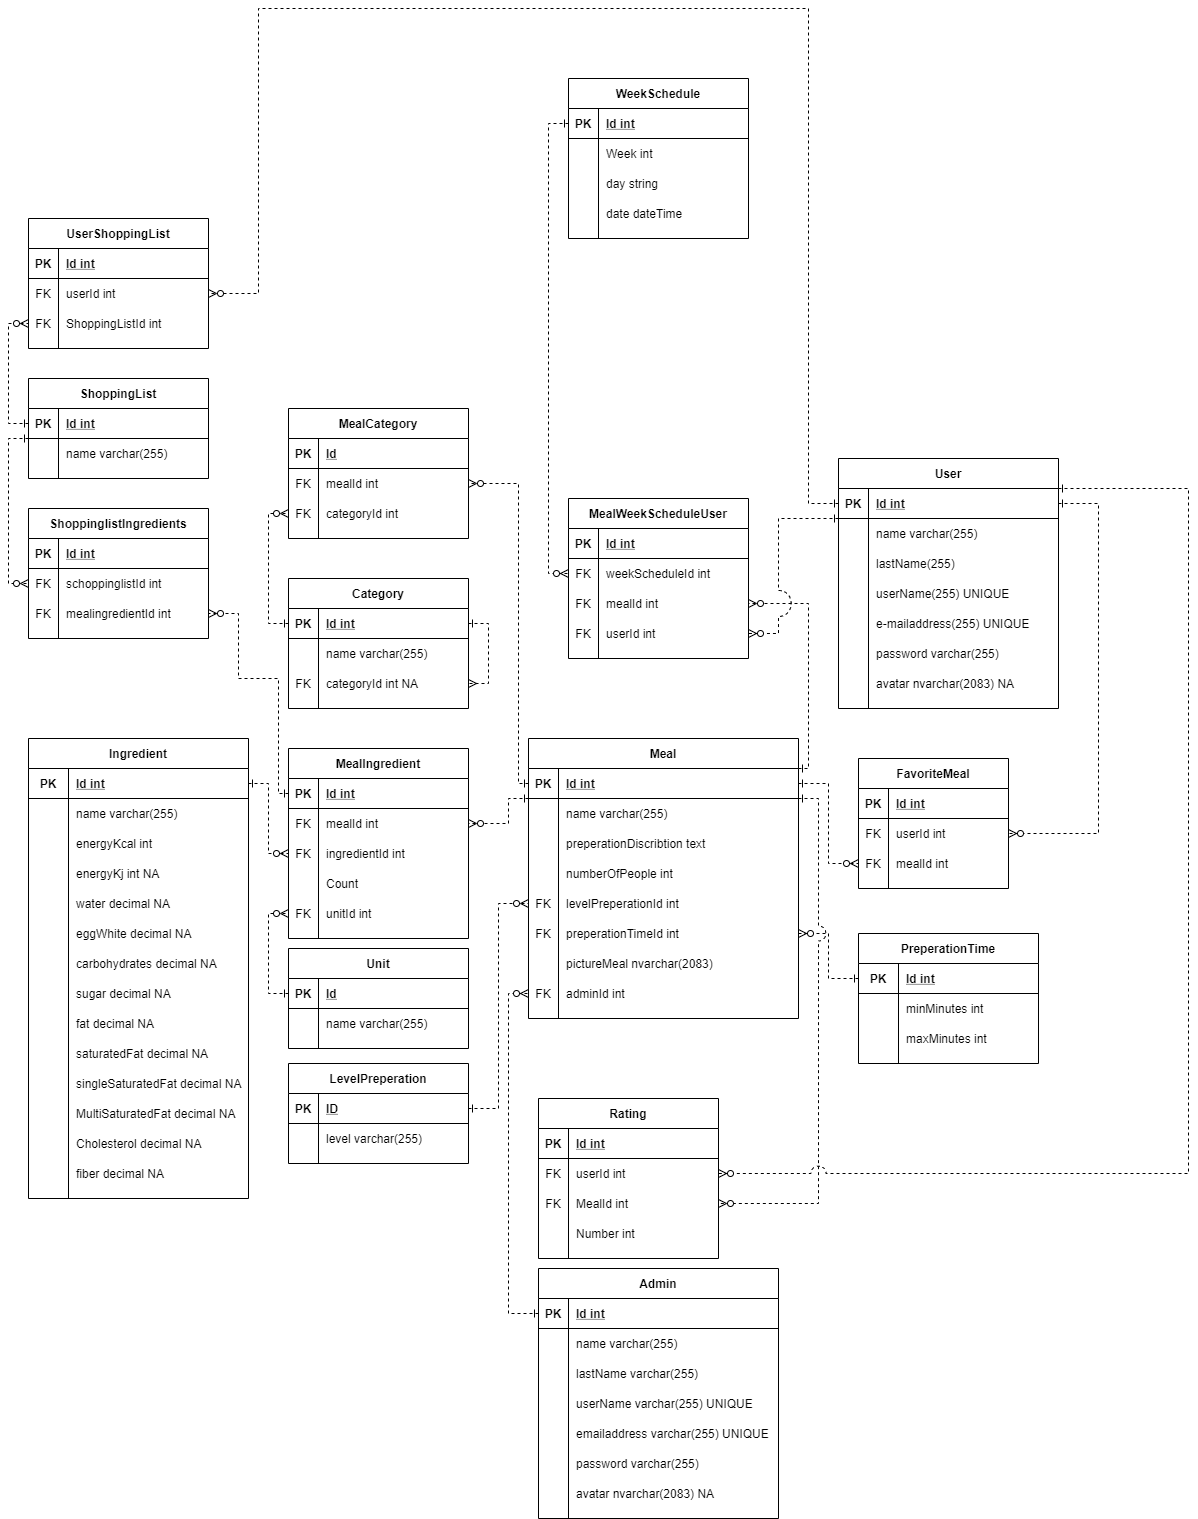 WeekSchedule
PK Id int
Week int
day string
date dateTime
UserShoppingList
PK Id int
FK userId int
FK ShoppingListId int
ShoppingList
PK Id int
name varchar(255)
ShoppinglistIngredients
PK Id int
FK schoppinglistId int
FK mealingredientId int
MealCategory
PK Id
FK mealId int
FK categoryId int
Category
PK Id int
name varchar(255)
FK categoryId int NA
MealWeekScheduleUser
PK Id int
FK weekScheduleId int
FK mealId int
FK userId int
User
PK Id int
name varchar(255)
lastName(255)
userName(255) UNIQUE
e-mailaddress(255) UNIQUE
password varchar(255)
avatar nvarchar(2083) NA
Ingredient
PK Id int
name varchar(255)
energyKcal int
energyKj int NA
water decimal NA
eggWhite decimal NA
carbohydrates decimal NA
sugar decimal NA
fat decimal NA
saturatedFat decimal NA
singleSaturatedFat decimal NA
MultiSaturatedFat decimal NA
Cholesterol decimal NA
fiber decimal NA
MealIngredient
PK Id int
FK mealId int
FK ingredientId int
Count
FK unitId int
Unit
PK Id
name varchar(255)
LevelPreperation
PK ID
level varchar(255)
Meal
PK Id int
name varchar(255)
preperationDiscribtion text
numberOfPeople int
FK levelPreperationId int
FK preperationTimeId int
pictureMeal nvarchar(2083)
FK adminId int
FavoriteMeal
PK Id int
FK userId int
FK mealId int
PreperationTime
PK Id int
minMinutes int
maxMinutes int
Rating
PK Id int
FK userId int
FK MealId int
Number int
Admin
PK Id int
name varchar(255)
lastName varchar(255)
userName varchar(255) UNIQUE
emailaddress varchar(255) UNIQUE
password varchar(255)
avatar nvarchar(2083) NA